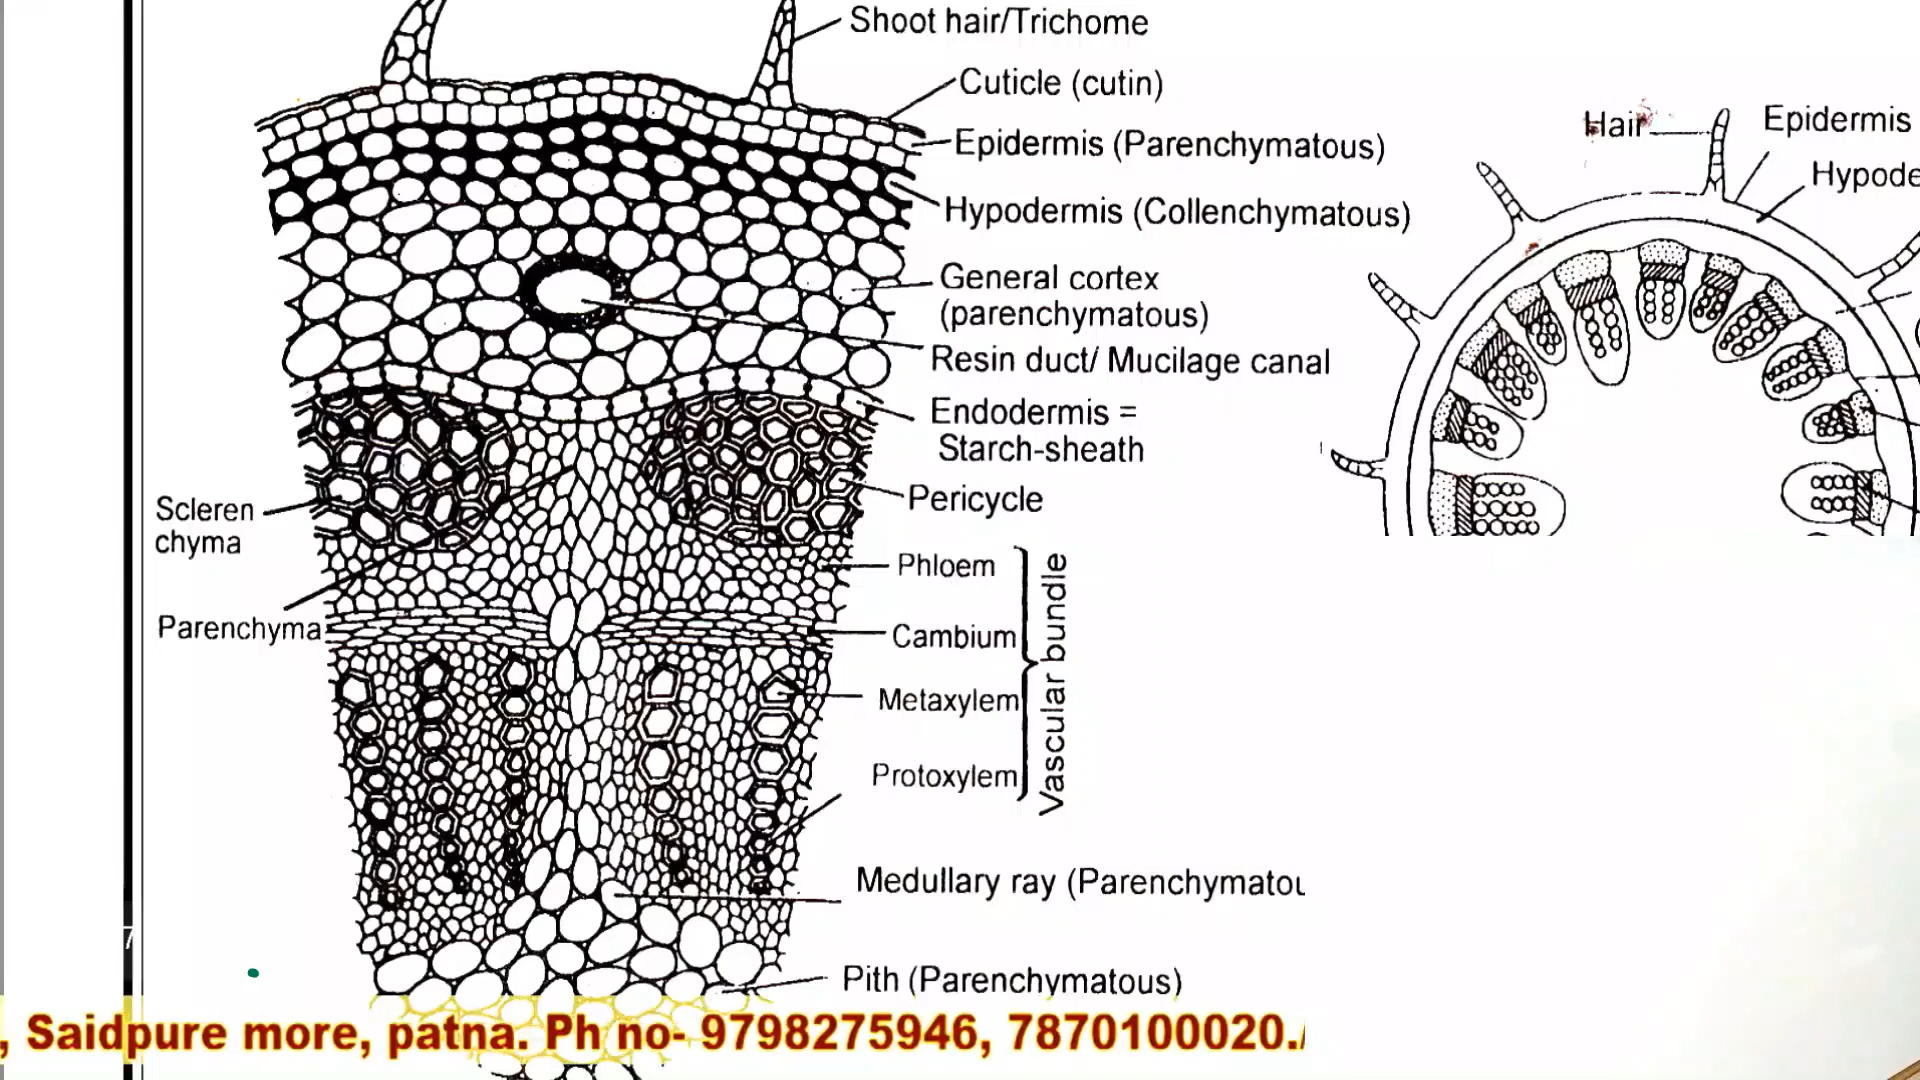 Shoot hair/Trichome
Cuticle (cutin)
Epidermis (Parenchymatous)
Hypodermis (Collenchymatous)
General cortex
(parenchymatous)
Resin duct/ Mucilage canal
Endodermis =
Starch-sheath
Pericycle
Scleren
chyma
Parenchyma
Phloem
Cambium
Metaxylem
Protoxylem
Vascular bundle
Medullary ray (Parenchymatou
Pith (Parenchymatous)
Hair
Epidermis
Hypode
7
, Saidpure more, patna. Ph no- 9798275946, 7870100020.